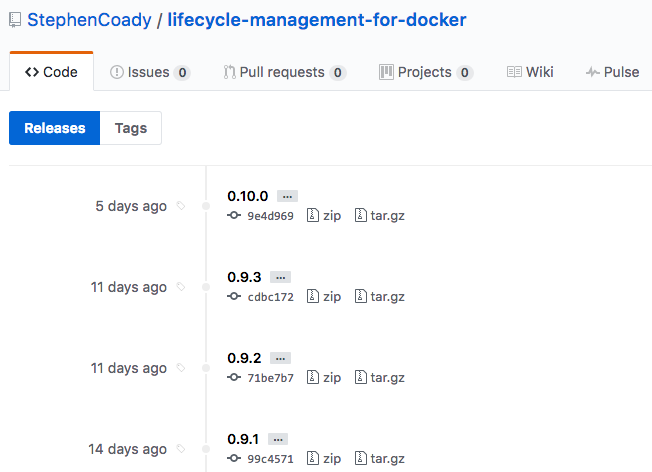 StephenCoady / lifecycle-management-for-docker
Code Issues 0 Pull requests 0 Projects 0 Wiki Pulse
Releases Tags
5 days ago 0.10.0 ...
9e4d969 zip tar.gz
11 days ago 0.9.3 ...
cdbc172 zip tar.gz
11 days ago 0.9.2 ...
71be7b7 zip tar.gz
14 days ago 0.9.1 ...
99c4571 zip tar.gz